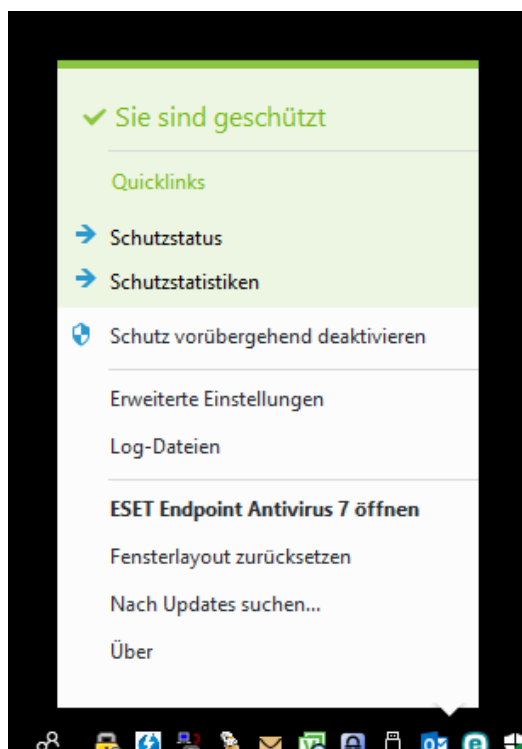 Sie sind geschützt
Quicklinks
Schutzstatus
Schutzstatistiken
Schutz vorübergehend deaktivieren
Erweiterte Einstellungen
Log-Dateien
ESET Endpoint Antivirus 7 öffnen
Fensterlayout zurücksetzen
Nach Updates suchen...
Über